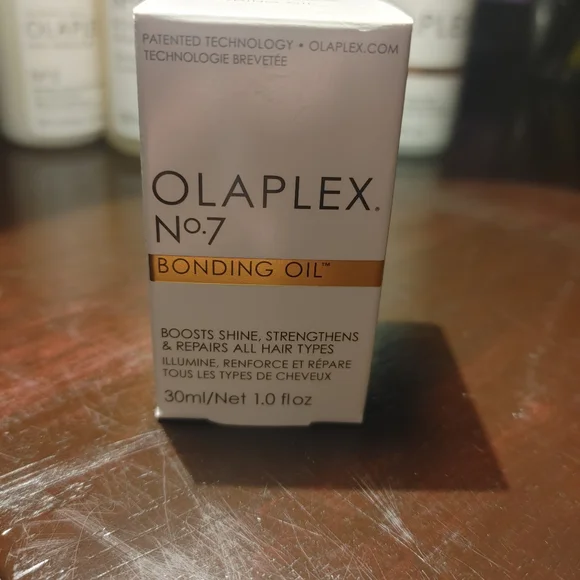 PATENTED TECHNOLOGY • OLAPLEX.COM
TECHNOLOGIE BREVETÉE
OLAPLEX.
Nº.7
BONDING OIL™
BOOSTS SHINE, STRENGTHENS
& REPAIRS ALL HAIR TYPES
ILLUMINE, RENFORCE ET RÉPARE
TOUS LES TYPES DE CHEVEUX
30ml/Net 1.0 fl oz